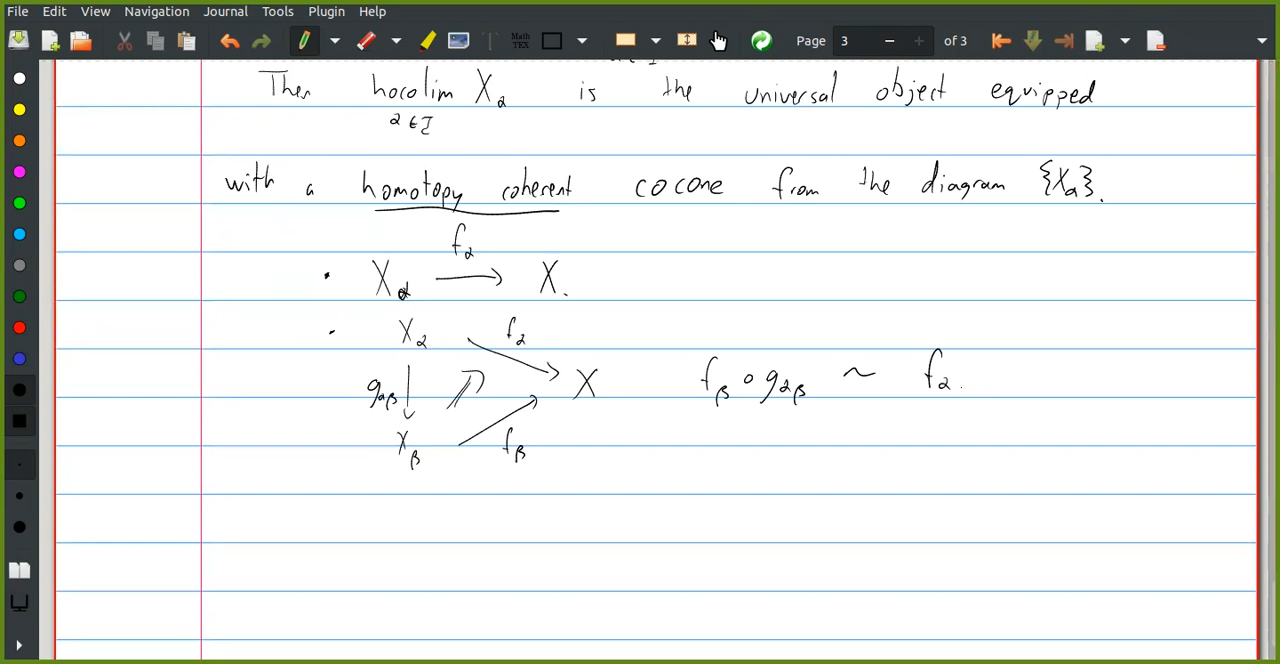 File Edit View Navigation Journal Tools Plugin Help
Math TEX Page 3 of 3
Then hocolim X_α is the universal object equipped
α ∈ I
with a homotopy coherent cocone from the diagram {X_α}.
f_α
· X_α → X.
· X_α f_α
g_αβ X f_β ∘ g_αβ ~ f_α.
X_β f_β